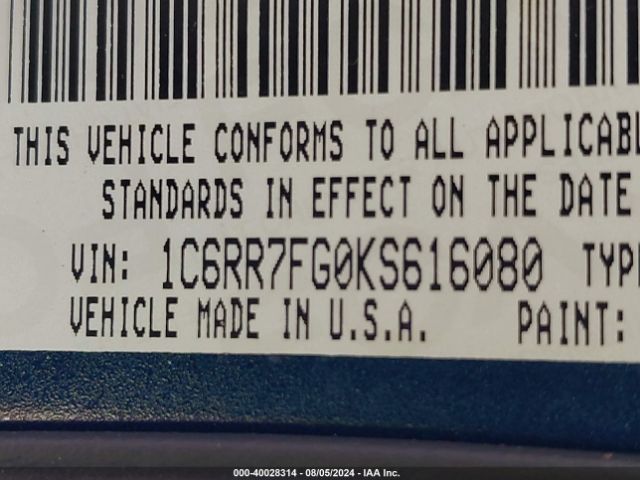 THIS VEHICLE CONFORMS TO ALL APPLICABL
STANDARDS IN EFFECT ON THE DATE
VIN: 1C6RR7FG0KS616080 TYP
VEHICLE MADE IN U.S.A. PAINT:
000-40028314 - 08/05/2024 - IAA Inc.